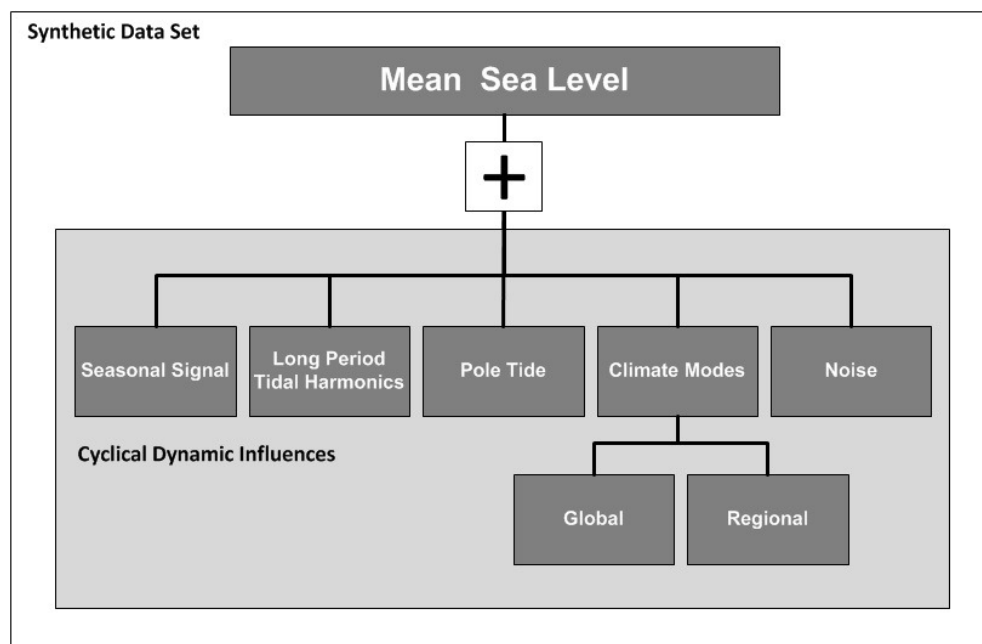 Synthetic Data Set
Mean Sea Level
+
Seasonal Signal
Long Period
Tidal Harmonics
Pole Tide
Climate Modes
Noise
Cyclical Dynamic Influences
Global
Regional